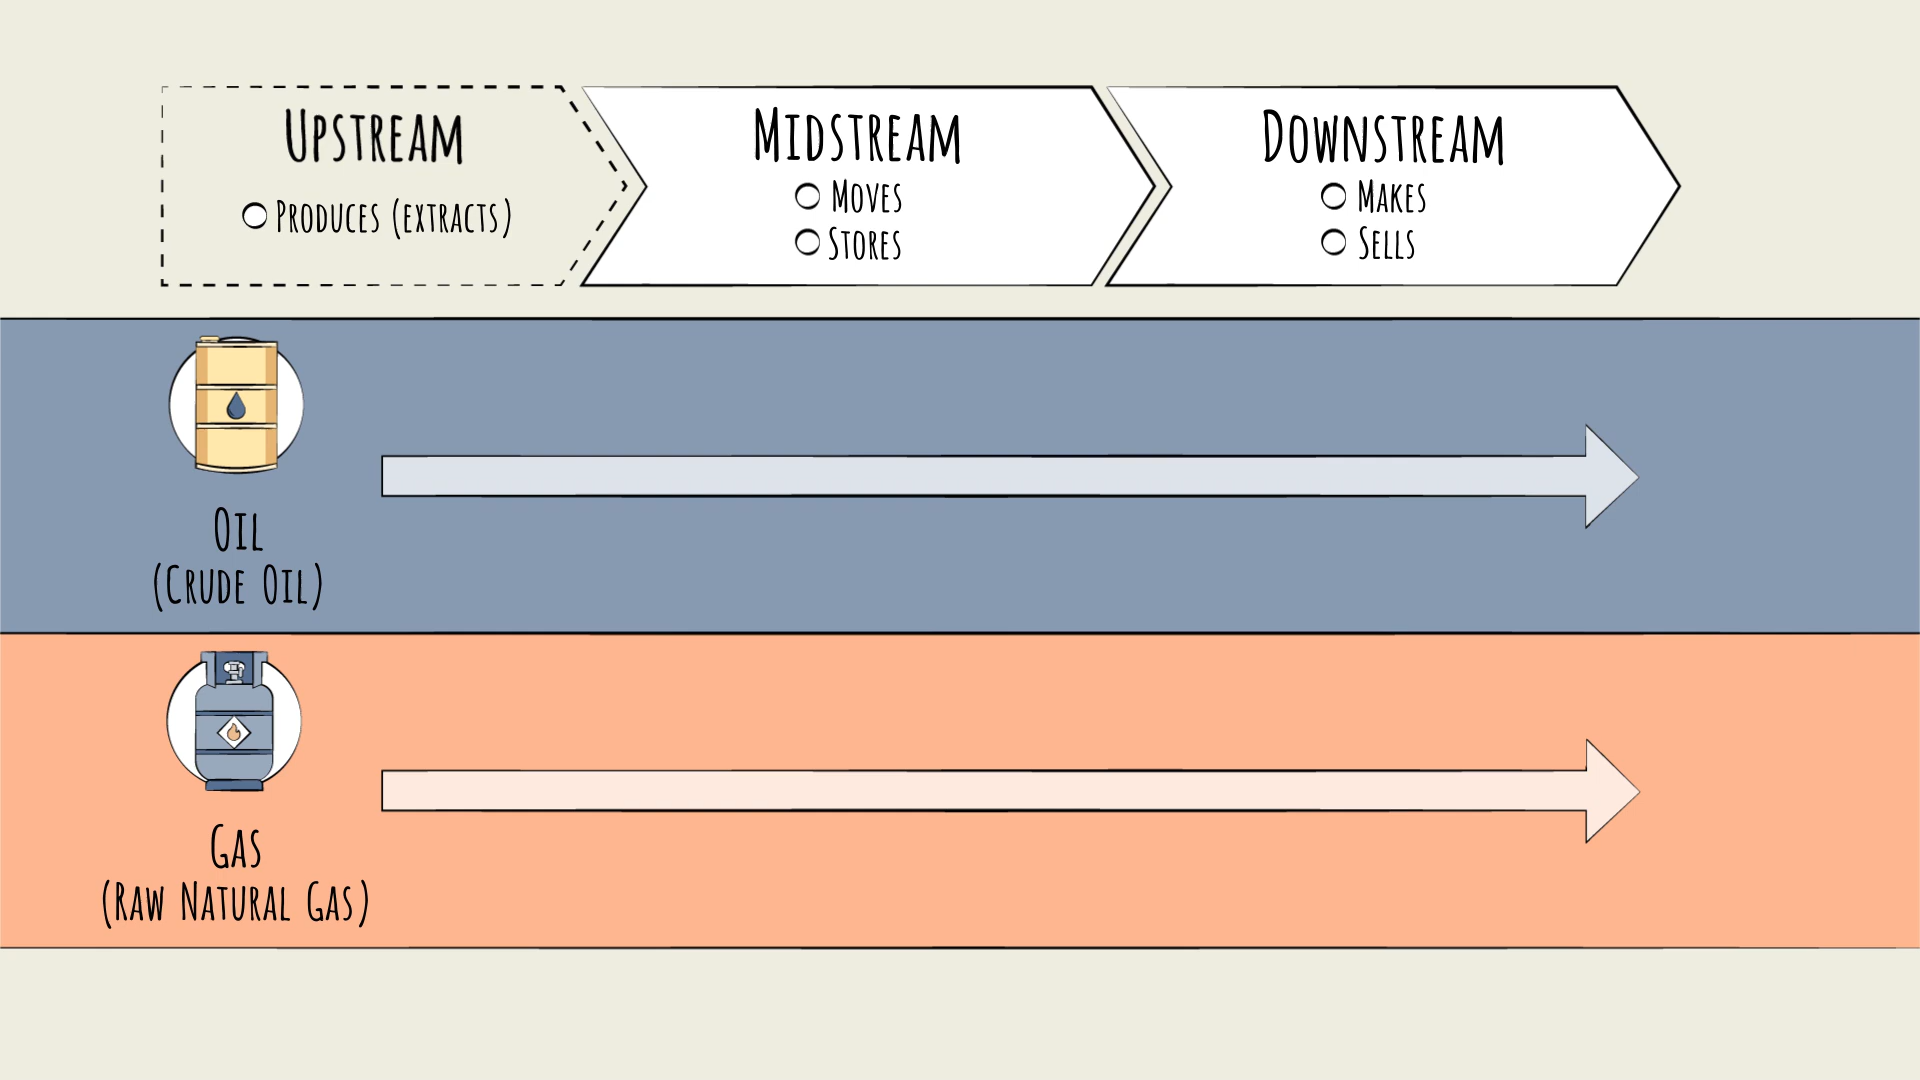 Upstream
Produces (extracts)
Midstream
Moves
Stores
Downstream
Makes
Sells
Oil
(Crude Oil)
Gas
(Raw Natural Gas)